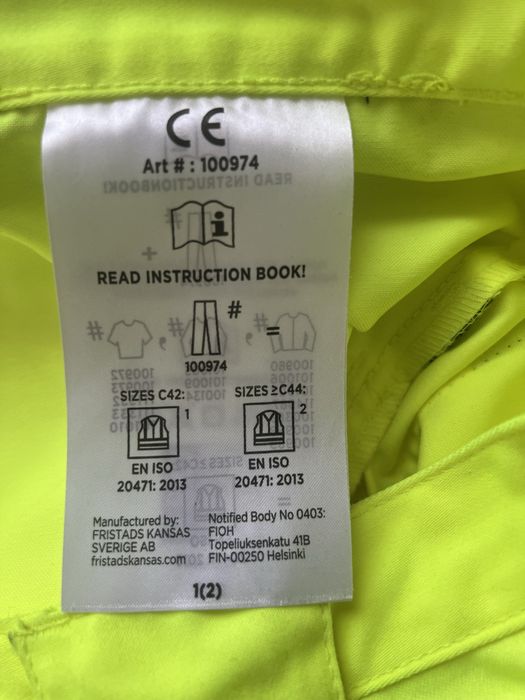 CE
Art # : 100974
READ INSTRUCTION BOOK!
#
100974
=
SIZES C42:
SIZES ≥C44:
1
2
EN ISO
20471: 2013
EN ISO
20471: 2013
Manufactured by:
FRISTADS KANSAS
SVERIGE AB
fristadskansas.com
Notified Body No 0403:
FIOH
Topeliuksenkatu 41B
FIN-00250 Helsinki
1(2)